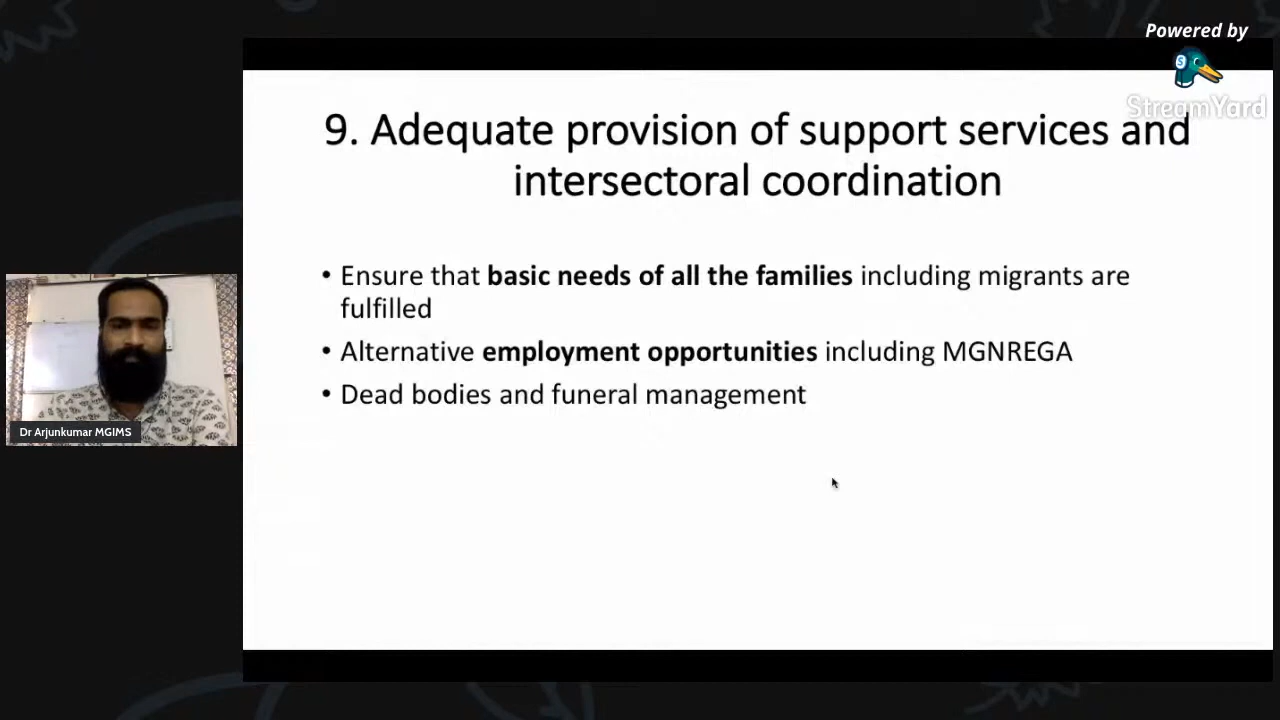 Powered by
StreamYard
9. Adequate provision of support services and
intersectoral coordination
• Ensure that basic needs of all the families including migrants are
fulfilled
• Alternative employment opportunities including MGNREGA
• Dead bodies and funeral management
Dr Arjunkumar MGIMS